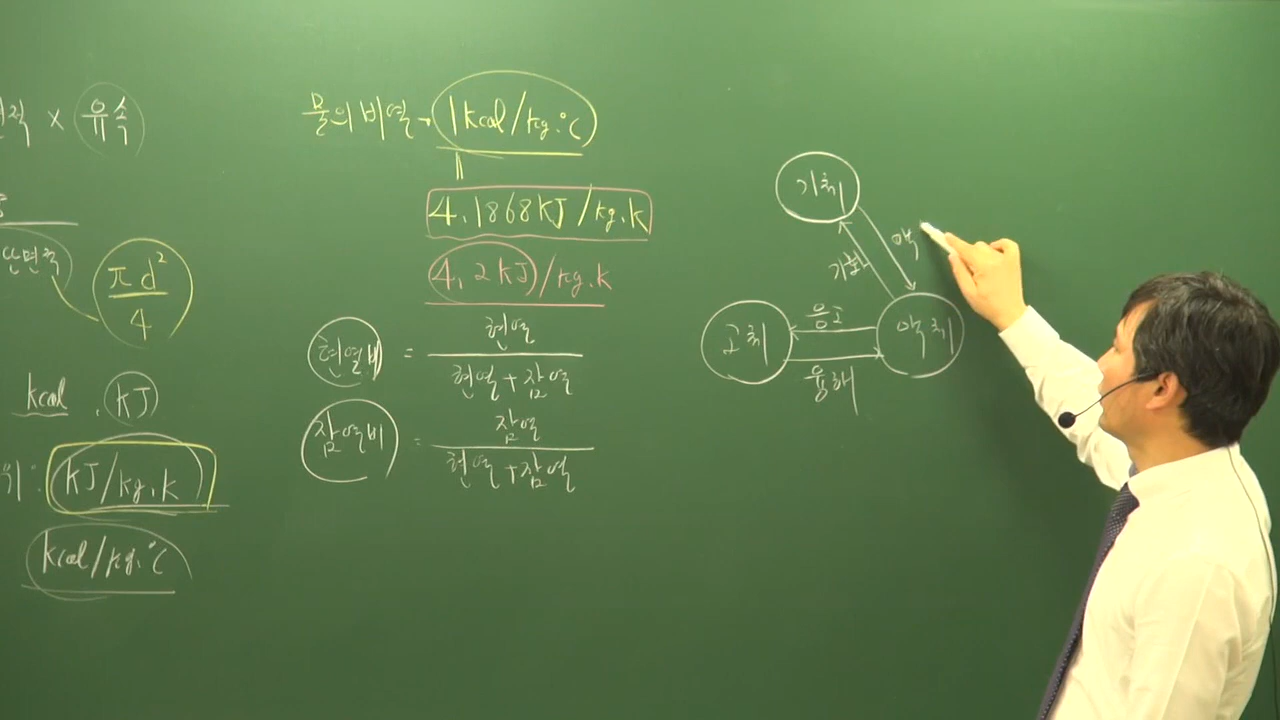 × 유속
단면적
πd²
4
kcal , kJ
kJ/kg.k
kcal/kg.℃
물의 비열 → 1kcal/kg.℃
=
4.1868KJ/kg.k
4.2KJ/kg.k
현열비 = 현열
현열+잠열
잠열비 = 잠열
현열+잠열
기체
기화
액
응고
고체
액체
융해